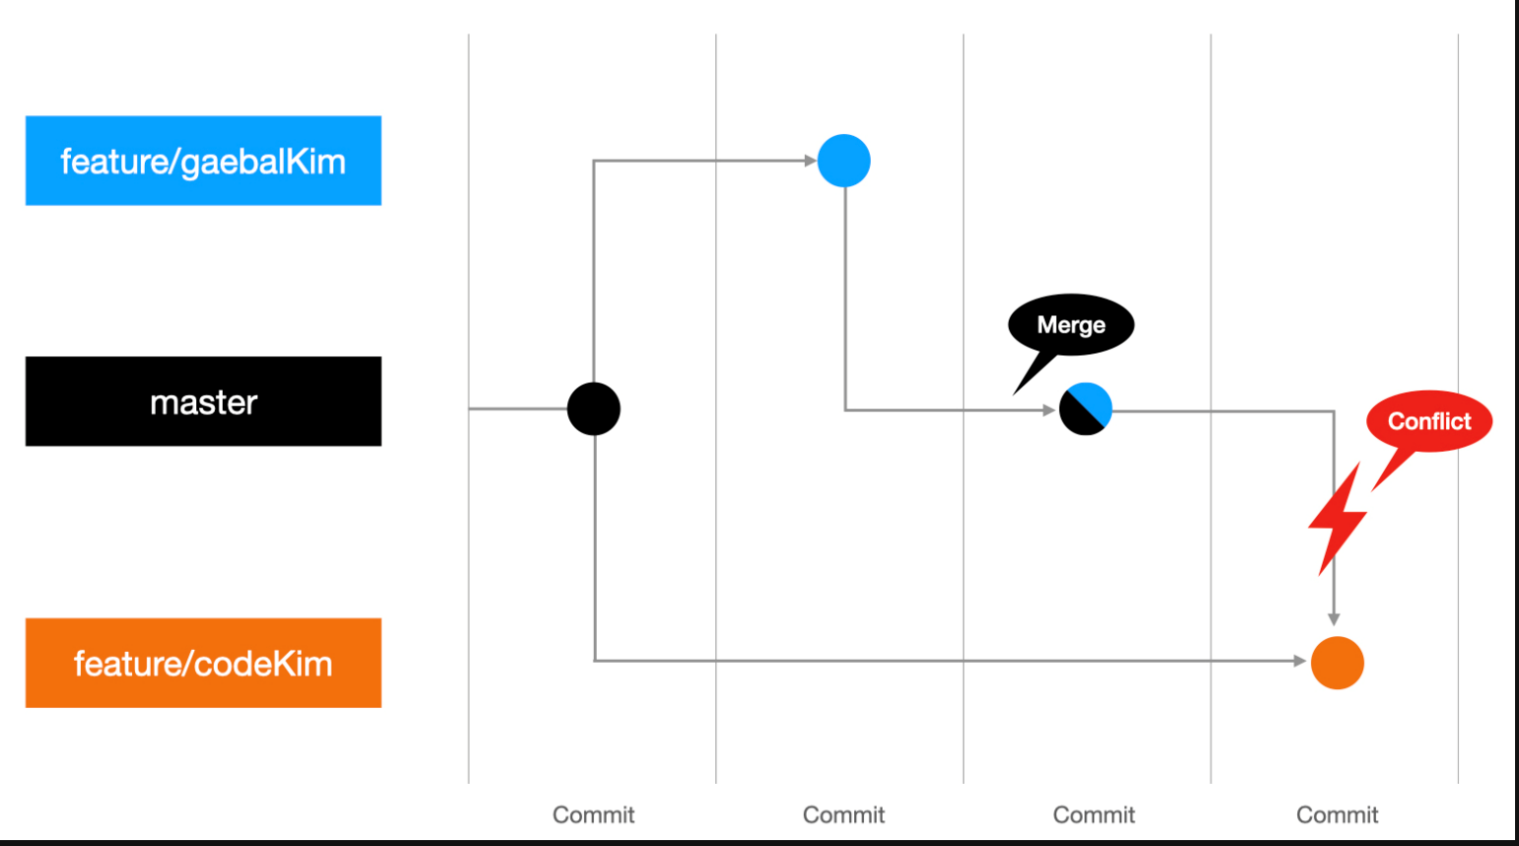 feature/gaebalKim
Merge
master
Conflict
feature/codeKim
Commit
Commit
Commit
Commit